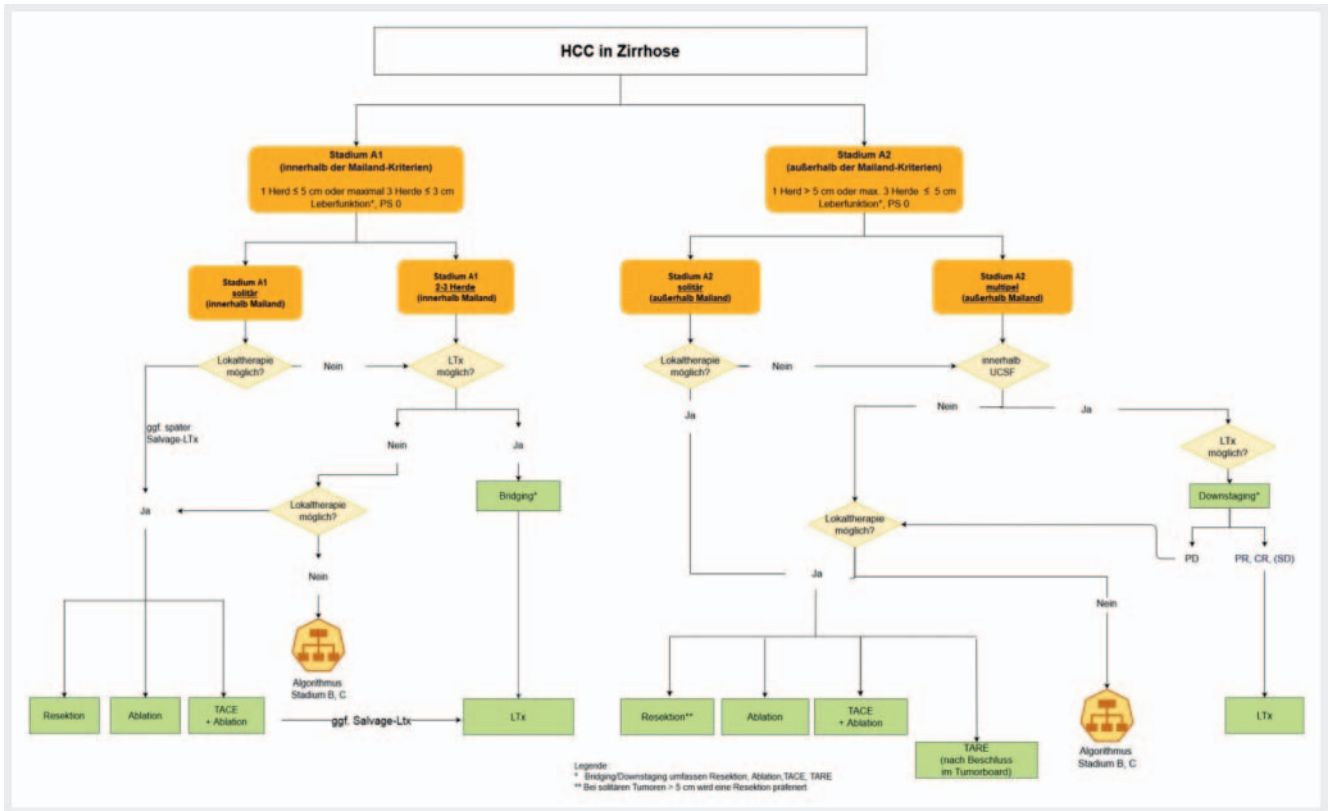 HCC in Zirrhose
Stadium A1
(innerhalb der Mailand-Kriterien)
1 Herd ≤ 5 cm oder maximal 3 Herde ≤ 3 cm
Leberfunktion*, PS 0
Stadium A2
(außerhalb der Mailand-Kriterien)
1 Herd > 5 cm oder max. 3 Herde ≤ 5 cm
Leberfunktion*, PS 0
Stadium A1
solitär
(innerhalb Mailand)
Stadium A1
2-3 Herde
(innerhalb Mailand)
Stadium A2
solitär
(außerhalb Mailand)
Stadium A2
multipel
(außerhalb Mailand)
Lokaltherapie
möglich?
Nein
LTx
möglich?
Lokaltherapie
möglich?
Nein
innerhalb
UCSF
ggf. später
Salvage-LTx
Nein
Ja
Ja
Nein
Ja
LTx
möglich?
Ja
Lokaltherapie
möglich?
Bridging*
Downstaging*
Lokaltherapie
möglich?
PD
PR, CR, (SD)
Nein
Ja
Nein
Algorithmus
Stadium B, C
Resektion
Ablation
TACE
+ Ablation
ggf. Salvage-Ltx
LTx
Resektion**
Ablation
TACE
+ Ablation
TARE
(nach Beschluss
im Tumorboard)
Algorithmus
Stadium B, C
LTx
Legende :
* Bridging/Downstaging umfassen Resektion, Ablation,TACE, TARE
** Bei solitären Tumoren > 5 cm wird eine Resektion präferiert